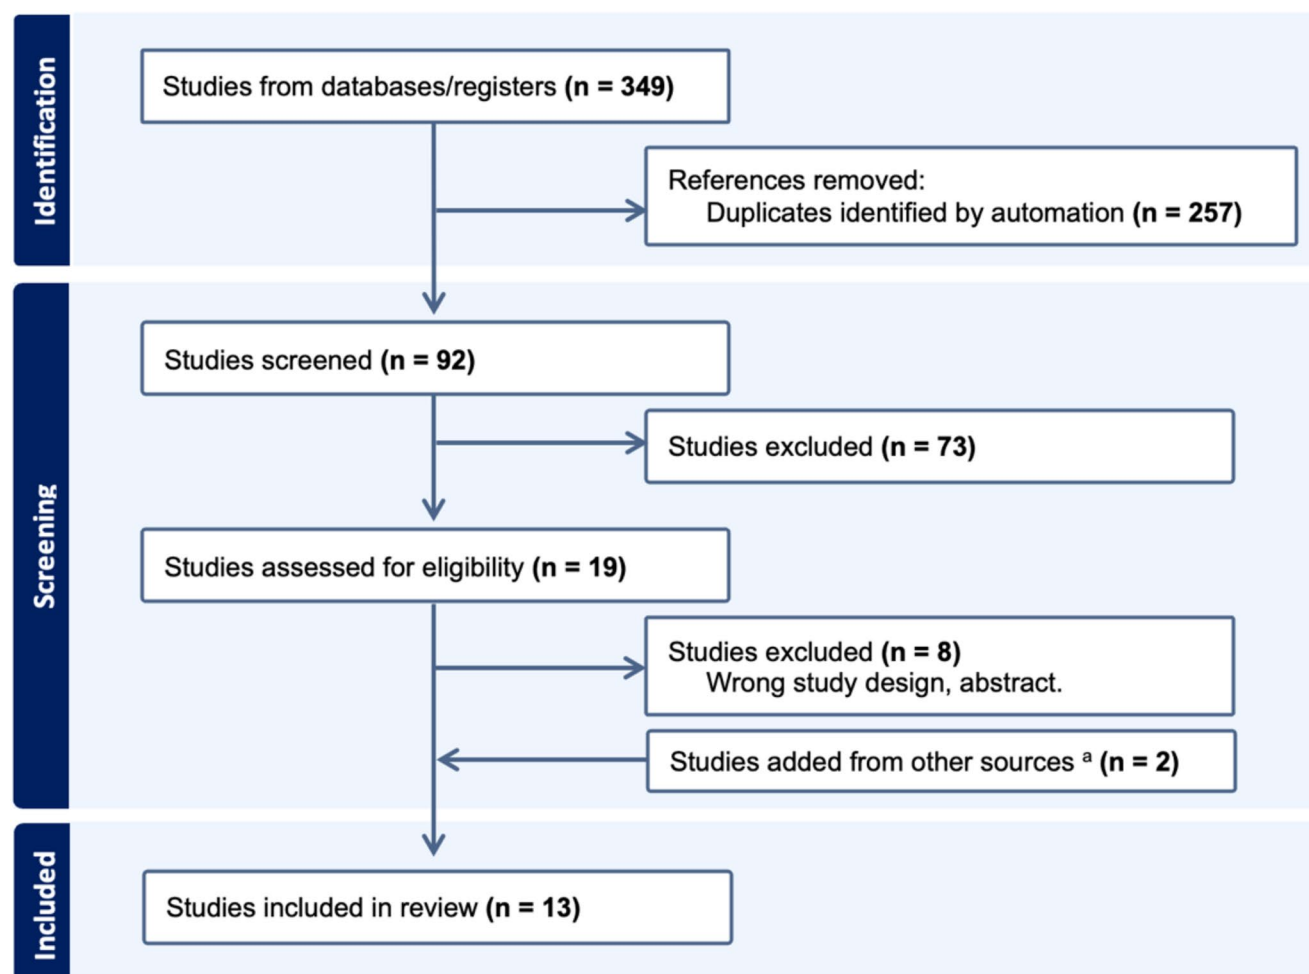 Identification
Studies from databases/registers (n = 349)
References removed:
Duplicates identified by automation (n = 257)
Screening
Studies screened (n = 92)
Studies excluded (n = 73)
Studies assessed for eligibility (n = 19)
Studies excluded (n = 8)
Wrong study design, abstract.
Studies added from other sources ᵃ (n = 2)
Included
Studies included in review (n = 13)